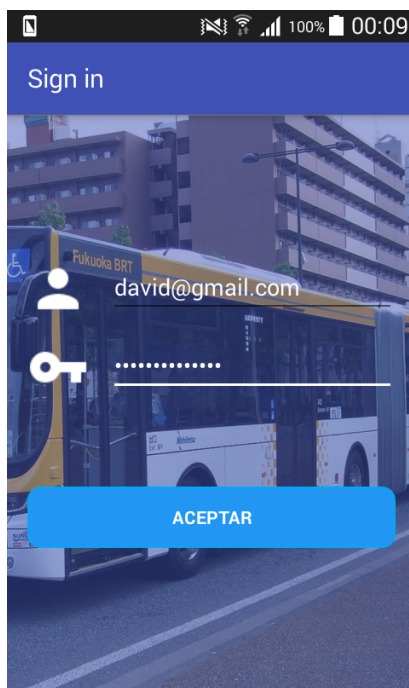 100% 00:09
Sign in
Fukuoka BRT
david@gmail.com
••••••••••••••
ACEPTAR